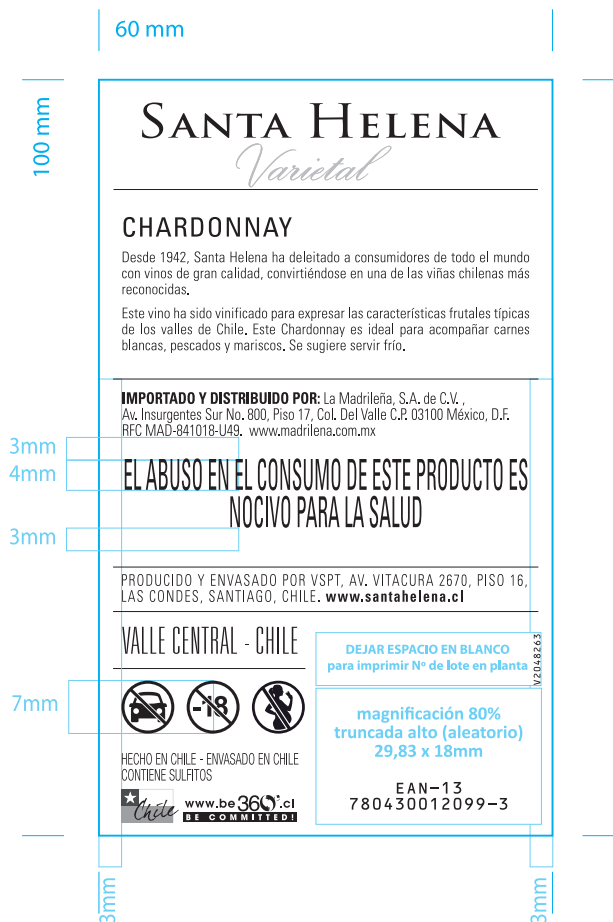 60 mm
100 mm
SANTA HELENA
Varietal
CHARDONNAY
Desde 1942, Santa Helena ha deleitado a consumidores de todo el mundo
con vinos de gran calidad, convirtiéndose en una de las viñas chilenas más
reconocidas.
Este vino ha sido vinificado para expresar las características frutales típicas
de los valles de Chile. Este Chardonnay es ideal para acompañar carnes
blancas, pescados y mariscos. Se sugiere servir frío.
IMPORTADO Y DISTRIBUIDO POR: La Madrileña, S.A. de C.V. ,
Av. Insurgentes Sur No. 800, Piso 17, Col. Del Valle C.P. 03100 México, D.F.
RFC MAD-841018-U49. www.madrilena.com.mx
3mm
4mm
EL ABUSO EN EL CONSUMO DE ESTE PRODUCTO ES
NOCIVO PARA LA SALUD
3mm
PRODUCIDO Y ENVASADO POR VSPT, AV. VITACURA 2670, PISO 16,
LAS CONDES, SANTIAGO, CHILE. www.santahelena.cl
VALLE CENTRAL - CHILE
DEJAR ESPACIO EN BLANCO
para imprimir Nº de lote en planta
V2048263
7mm
-18
magnificación 80%
truncada alto (aleatorio)
29,83 x 18mm
HECHO EN CHILE - ENVASADO EN CHILE
CONTIENE SULFITOS
EAN-13
780430012099-3
Chile
www.be360°.cl
BE COMMITTED!
3mm
3mm